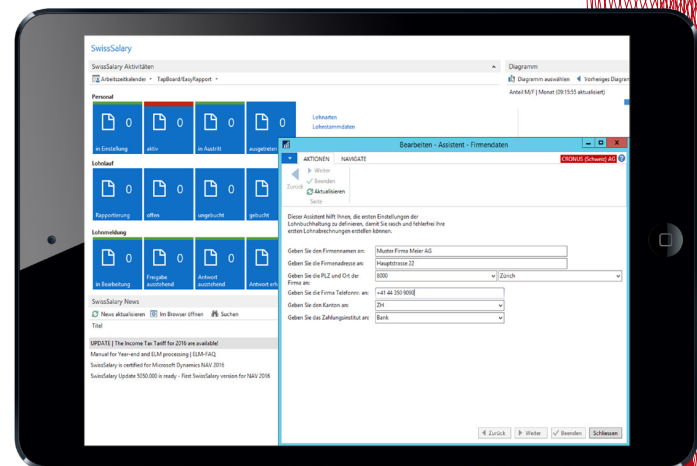 SwissSalary
SwissSalary Aktivitäten
Arbeitszeitkalender
TapBoard/EasyRapport
Personal
0
in Einstellung
0
aktiv
0
in Austritt
0
ausgetreten
Lohnarten
Lohnstammdaten
Lohnlauf
0
Rapportierung
0
offen
0
ungebucht
gebucht
Lohnmeldung
0
in Bearbeitung
0
Freigabe
ausstehend
0
Antwort
ausstehend
Antwort erh
SwissSalary News
News aktualisieren
Im Browser öffnen
Suchen
Titel
UPDATE | The Income Tax Tariff for 2016 are available!
Manual for Year-end and ELM processing | ELM-FAQ
SwissSalary is certified for Microsoft Dynamics NAV 2016
SwissSalary Update 5050.000 is ready - First SwissSalary version for NAV 2016
Diagramm
Diagramm auswählen
Vorheriges Diagram
Anteil M/F | Monat (09:15:55 aktualisiert)
Bearbeiten - Assistent - Firmendaten
AKTIONEN
NAVIGATE
CRONUS (Schweiz) AG
Zurück
Weiter
Beenden
Aktualisieren
Seite
Dieser Assistent hilft Ihnen, die ersten Einstellungen der
Lohnbuchhaltung zu definieren, damit Sie rasch und fehlerfrei Ihre
ersten Lohnabrechnungen erstellen
können.
Geben Sie den Firmennamen an: Muster Firma Meier AG
Geben Sie die Firmenadresse an: Hauptstrasse 22
Geben Sie die PLZ und Ort der
Firma an: 8000 Zürich
Geben Sie die Firma Telefonnr. an: +41 44 350 9090
Geben Sie den Kanton an: ZH
Geben Sie das Zahlungsinstitut an: Bank
Zurück
Weiter
Beenden
Schliessen